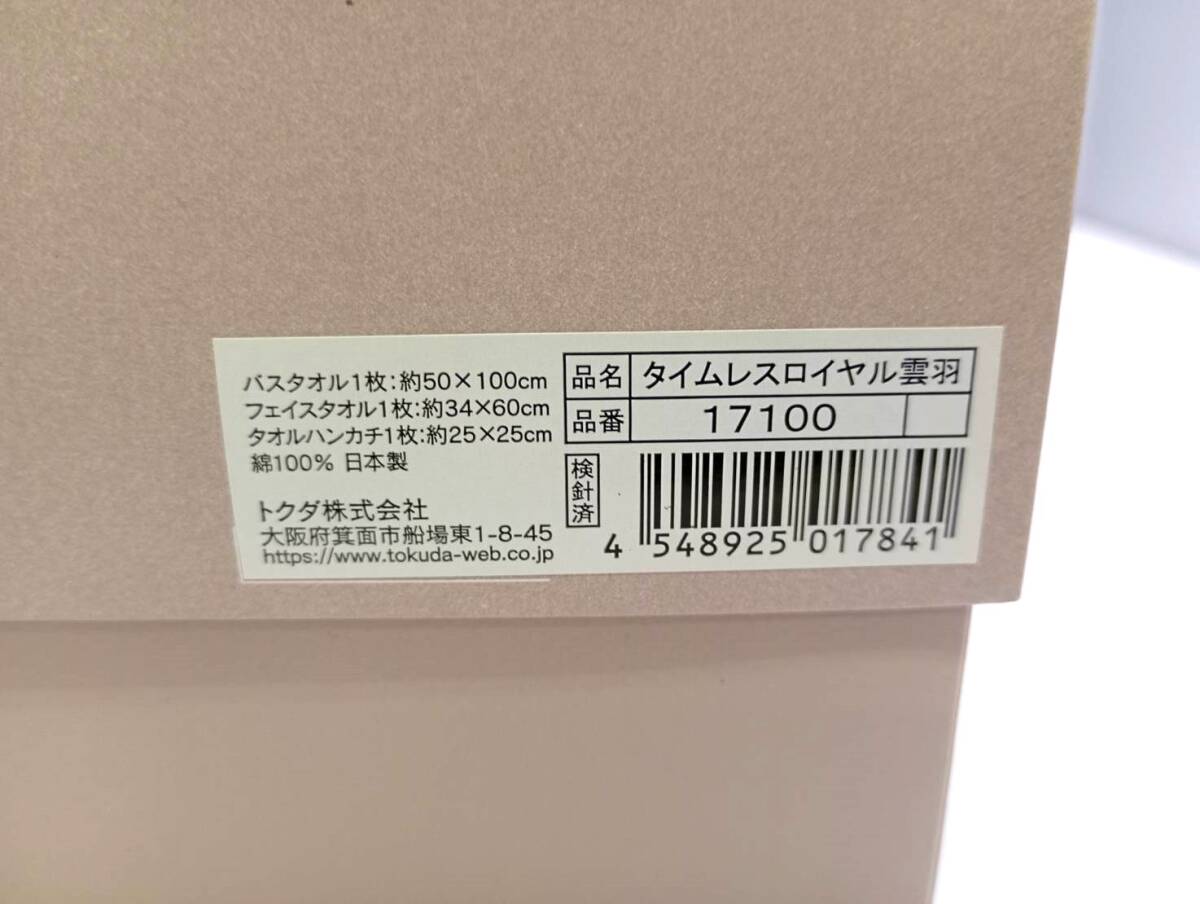 バスタオル1枚：約50×100cm
フェイスタオル1枚：約34×60cm
タオルハンカチ1枚：約25×25cm
綿100% 日本製
トクダ株式会社
大阪府箕面市船場東1-8-45
https://www.tokuda-web.co.jp
品名 タイムレスロイヤル雲羽
品番 17100
検針済
4 548925 017841